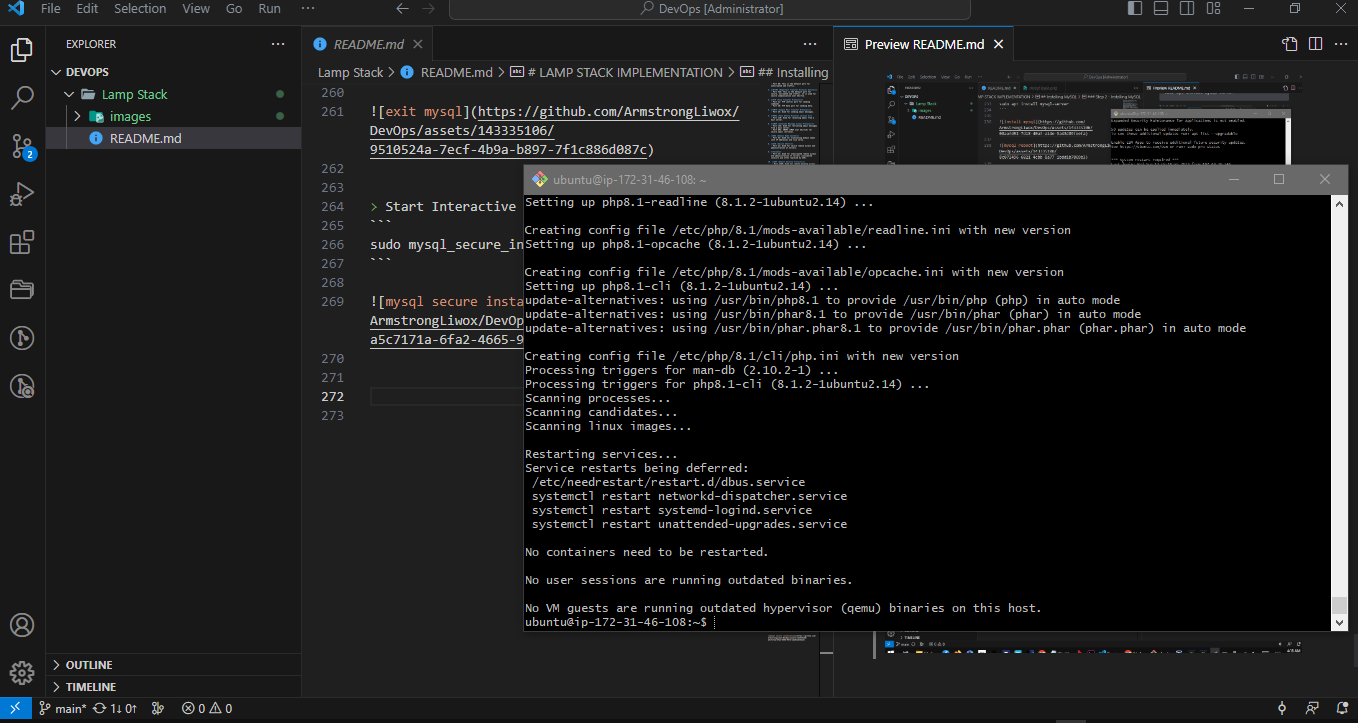 File Edit Selection View Go Run ···
DevOps [Administrator]
EXPLORER
DEVOPS
Lamp Stack
images
README.md
2
OUTLINE
TIMELINE
README.md
Lamp Stack > README.md > # LAMP STACK IMPLEMENTATION > ## Installing
260
261 ![exit mysql](https://github.com/ArmstrongLiwox/
DevOps/assets/143335106/
9510524a-7ecf-4b9a-b897-7f1c886d087c)
262
263
264 > Start Interactive
265 ```
266 sudo mysql_secure_in
267 ```
268
269 ![mysql secure insta
ArmstrongLiwox/DevOp
a5c7171a-6fa2-4665-9
270
271
272
273
Preview README.md
ubuntu@ip-172-31-46-108: ~
Setting up php8.1-readline (8.1.2-1ubuntu2.14) ...
Creating config file /etc/php/8.1/mods-available/readline.ini with new version
Setting up php8.1-opcache (8.1.2-1ubuntu2.14) ...
Creating config file /etc/php/8.1/mods-available/opcache.ini with new version
Setting up php8.1-cli (8.1.2-1ubuntu2.14) ...
update-alternatives: using /usr/bin/php8.1 to provide /usr/bin/php (php) in auto mode
update-alternatives: using /usr/bin/phar8.1 to provide /usr/bin/phar (phar) in auto mode
update-alternatives: using /usr/bin/phar.phar8.1 to provide /usr/bin/phar.phar (phar.phar) in auto mode
Creating config file /etc/php/8.1/cli/php.ini with new version
Processing triggers for man-db (2.10.2-1) ...
Processing triggers for php8.1-cli (8.1.2-1ubuntu2.14) ...
Scanning processes...
Scanning candidates...
Scanning linux images...
Restarting services...
Service restarts being deferred:
/etc/needrestart/restart.d/dbus.service
systemctl restart networkd-dispatcher.service
systemctl restart systemd-logind.service
systemctl restart unattended-upgrades.service
No containers need to be restarted.
No user sessions are running outdated binaries.
No VM guests are running outdated hypervisor (qemu) binaries on this host.
ubuntu@ip-172-31-46-108:~$
main* 1↓ 0↑ 0 0